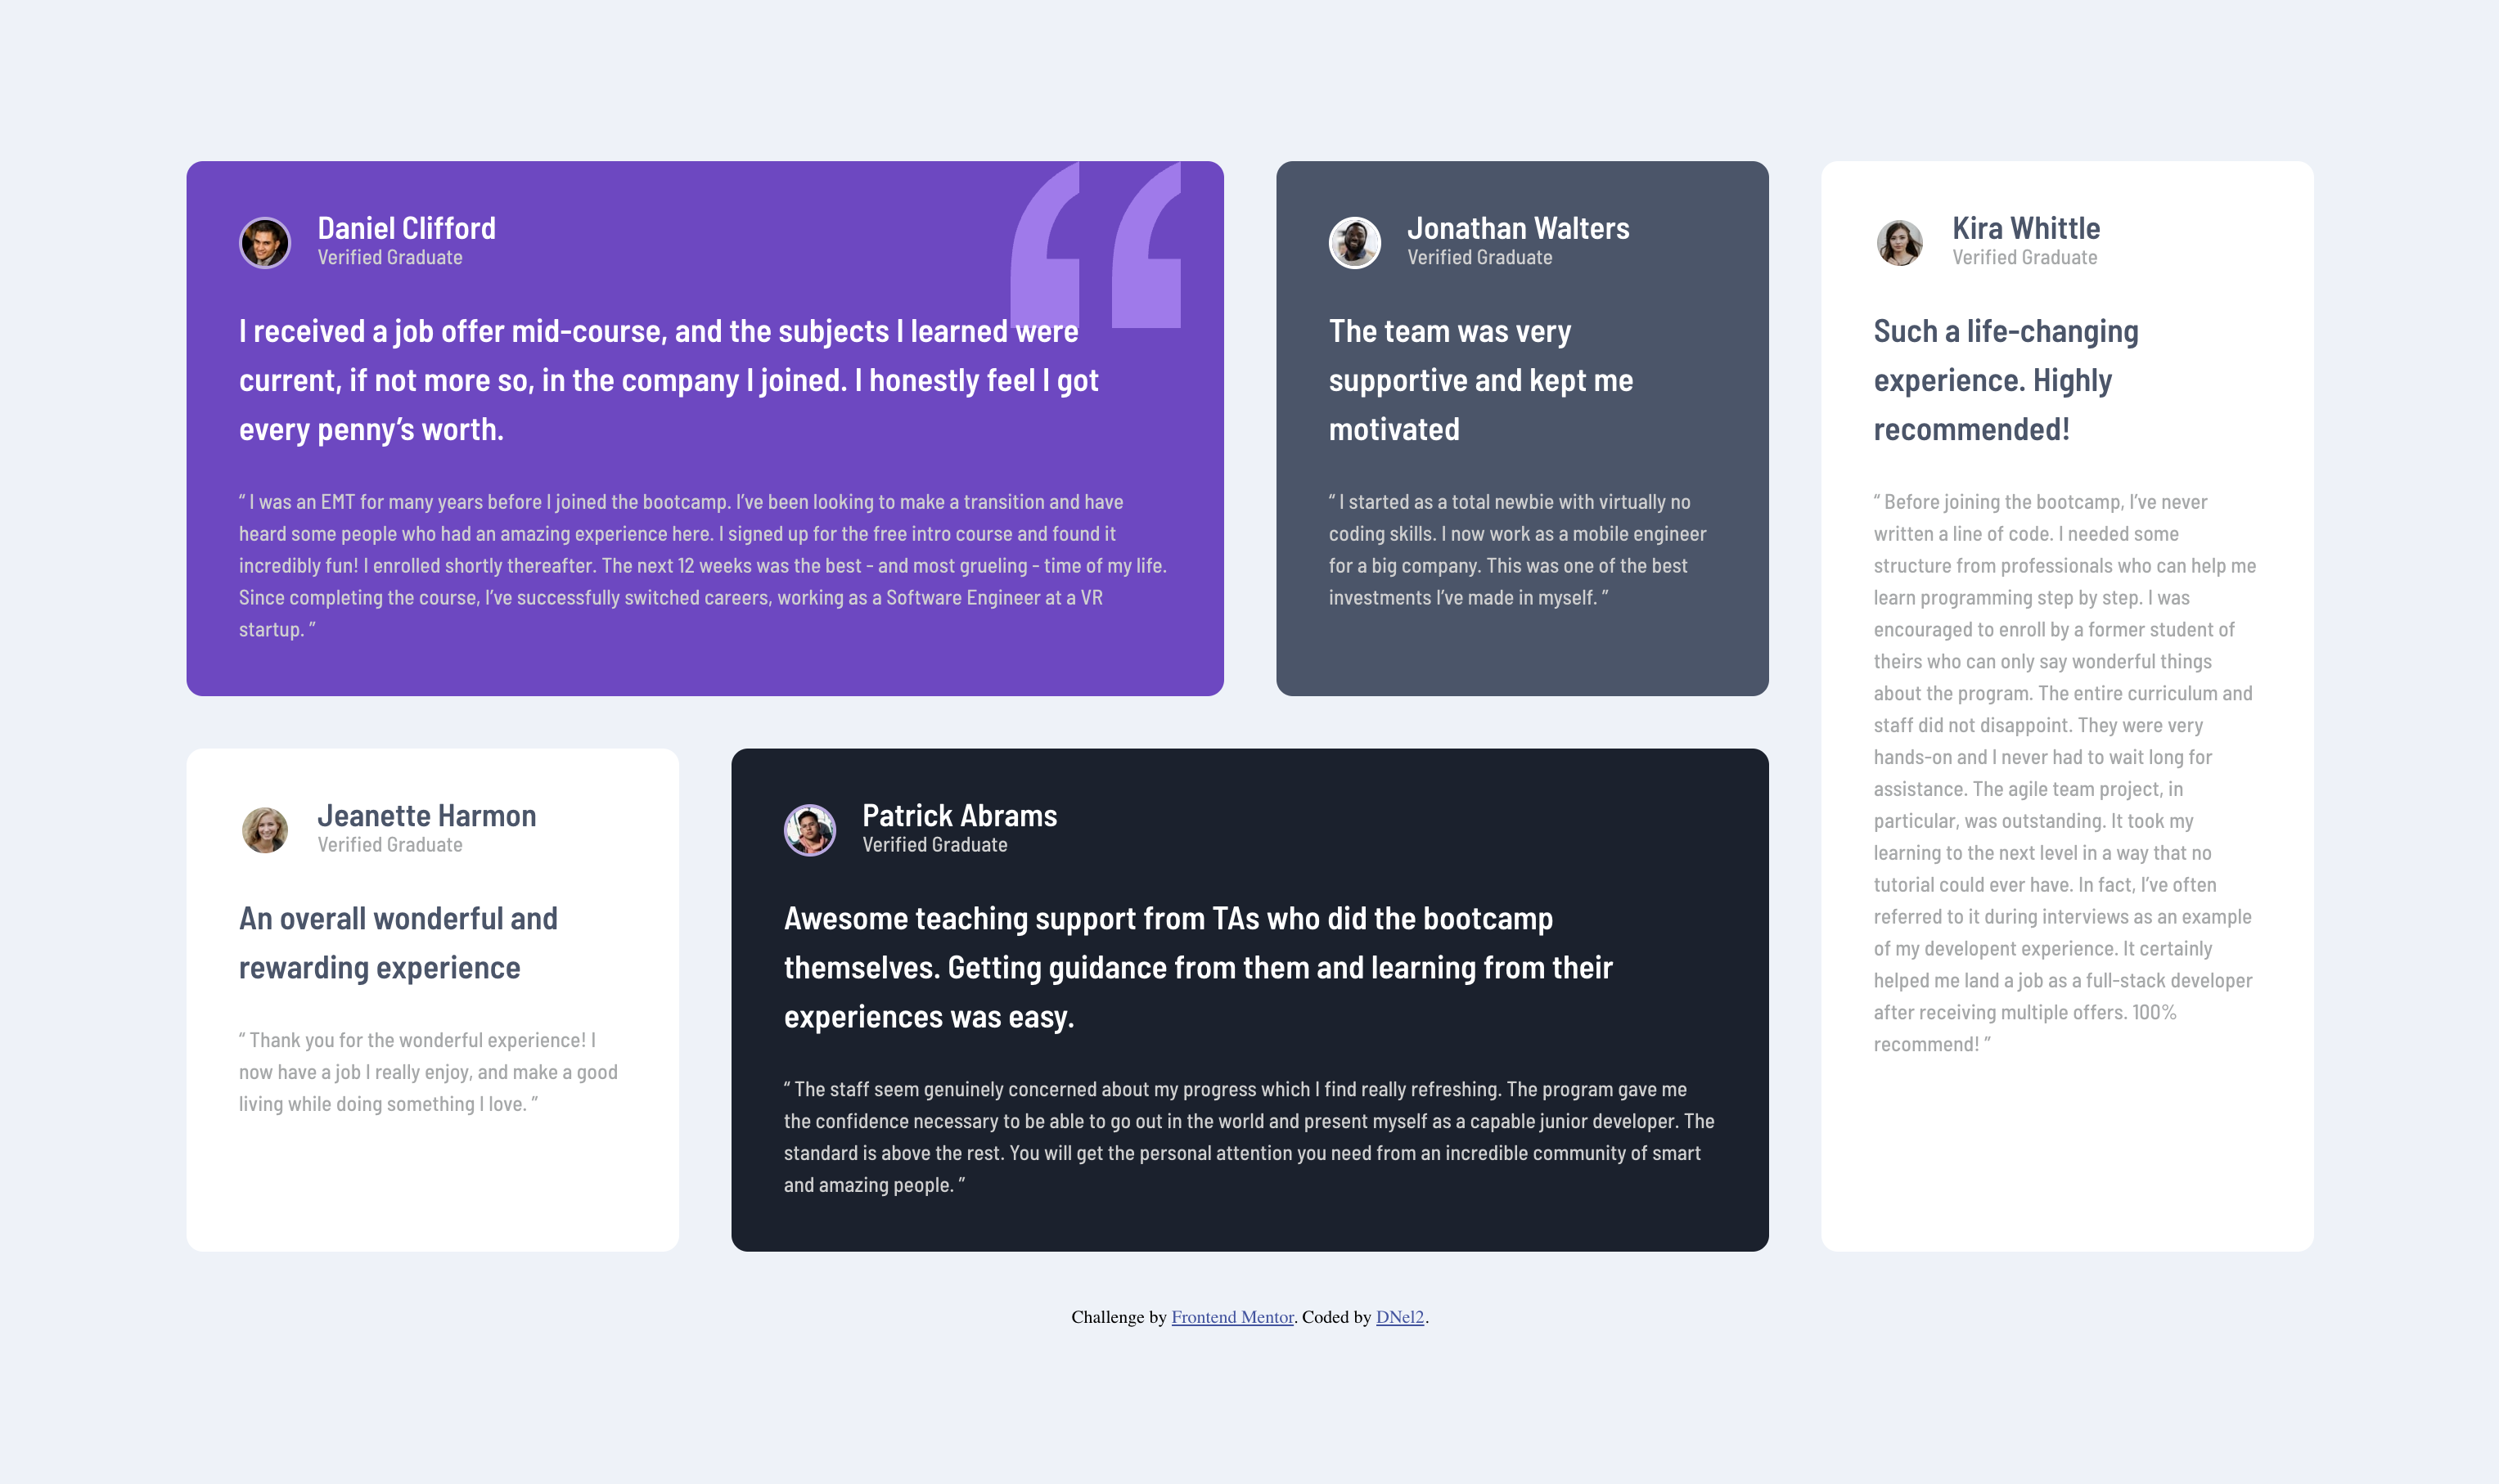 Daniel Clifford
Verified Graduate
I received a job offer mid-course, and the subjects I learned were
current, if not more so, in the company I joined. I honestly feel I got
every penny’s worth.
“ I was an EMT for many years before I joined the bootcamp. I’ve been looking to make a transition and have
heard some people who had an amazing experience here. I signed up for the free intro course and found it
incredibly fun! I enrolled shortly thereafter. The next 12 weeks was the best - and most grueling - time of my life.
Since completing the course, I’ve successfully switched careers, working as a Software Engineer at a VR
startup. ”
Jonathan Walters
Verified Graduate
The team was very
supportive and kept me
motivated
“ I started as a total newbie with virtually no
coding skills. I now work as a mobile engineer
for a big company. This was one of the best
investments I’ve made in myself. ”
Kira Whittle
Verified Graduate
Such a life-changing
experience. Highly
recommended!
“ Before joining the bootcamp, I’ve never
written a line of code. I needed some
structure from professionals who can help me
learn programming step by step. I was
encouraged to enroll by a former student of
theirs who can only say wonderful things
about the program. The entire curriculum and
staff did not disappoint. They were very
hands-on and I never had to wait long for
assistance. The agile team project, in
particular, was outstanding. It took my
learning to the next level in a way that no
tutorial could ever have. In fact, I’ve often
referred to it during interviews as an example
of my developent experience. It certainly
helped me land a job as a full-stack developer
after receiving multiple offers. 100%
recommend! ”
Jeanette Harmon
Verified Graduate
An overall wonderful and
rewarding experience
“ Thank you for the wonderful experience! I
now have a job I really enjoy, and make a good
living while doing something I love. ”
Patrick Abrams
Verified Graduate
Awesome teaching support from TAs who did the bootcamp
themselves. Getting guidance from them and learning from their
experiences was easy.
“ The staff seem genuinely concerned about my progress which I find really refreshing. The program gave me
the confidence necessary to be able to go out in the world and present myself as a capable junior developer. The
standard is above the rest. You will get the personal attention you need from an incredible community of smart
and amazing people. ”
Challenge by Frontend Mentor. Coded by DNel2.